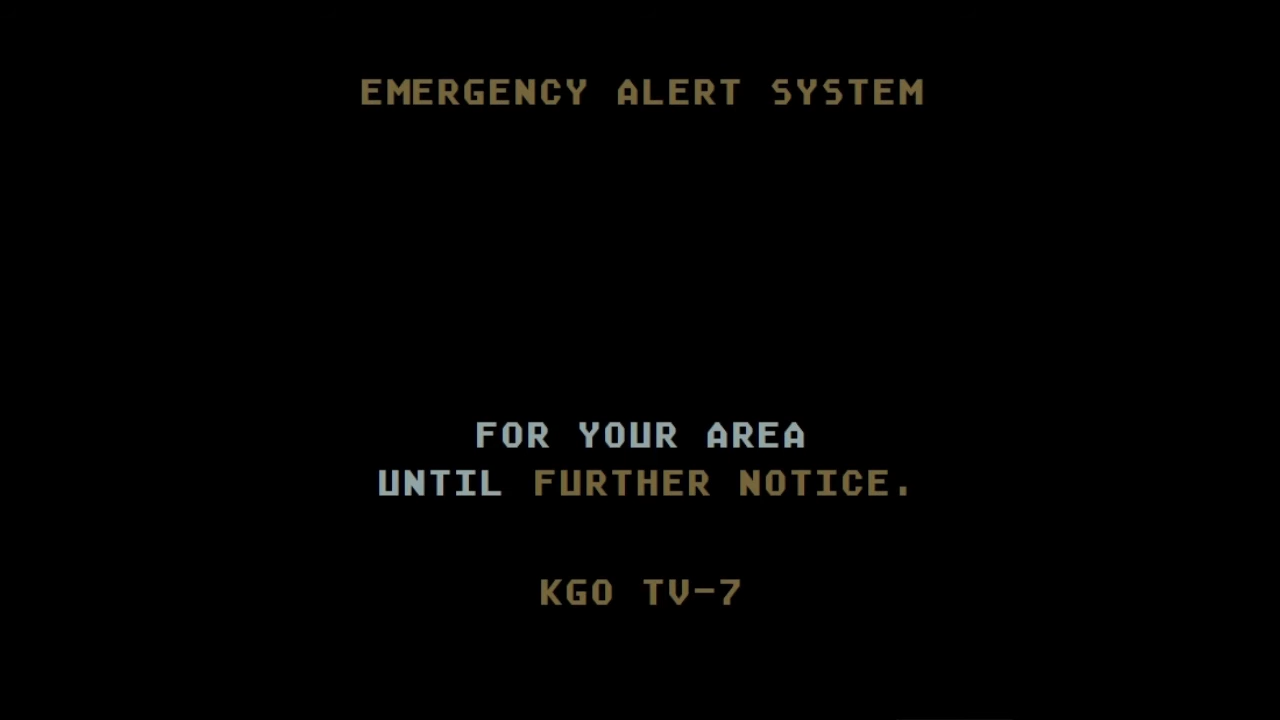 EMERGENCY ALERT SYSTEM
FOR YOUR AREA
UNTIL FURTHER NOTICE.
KGO TV-7